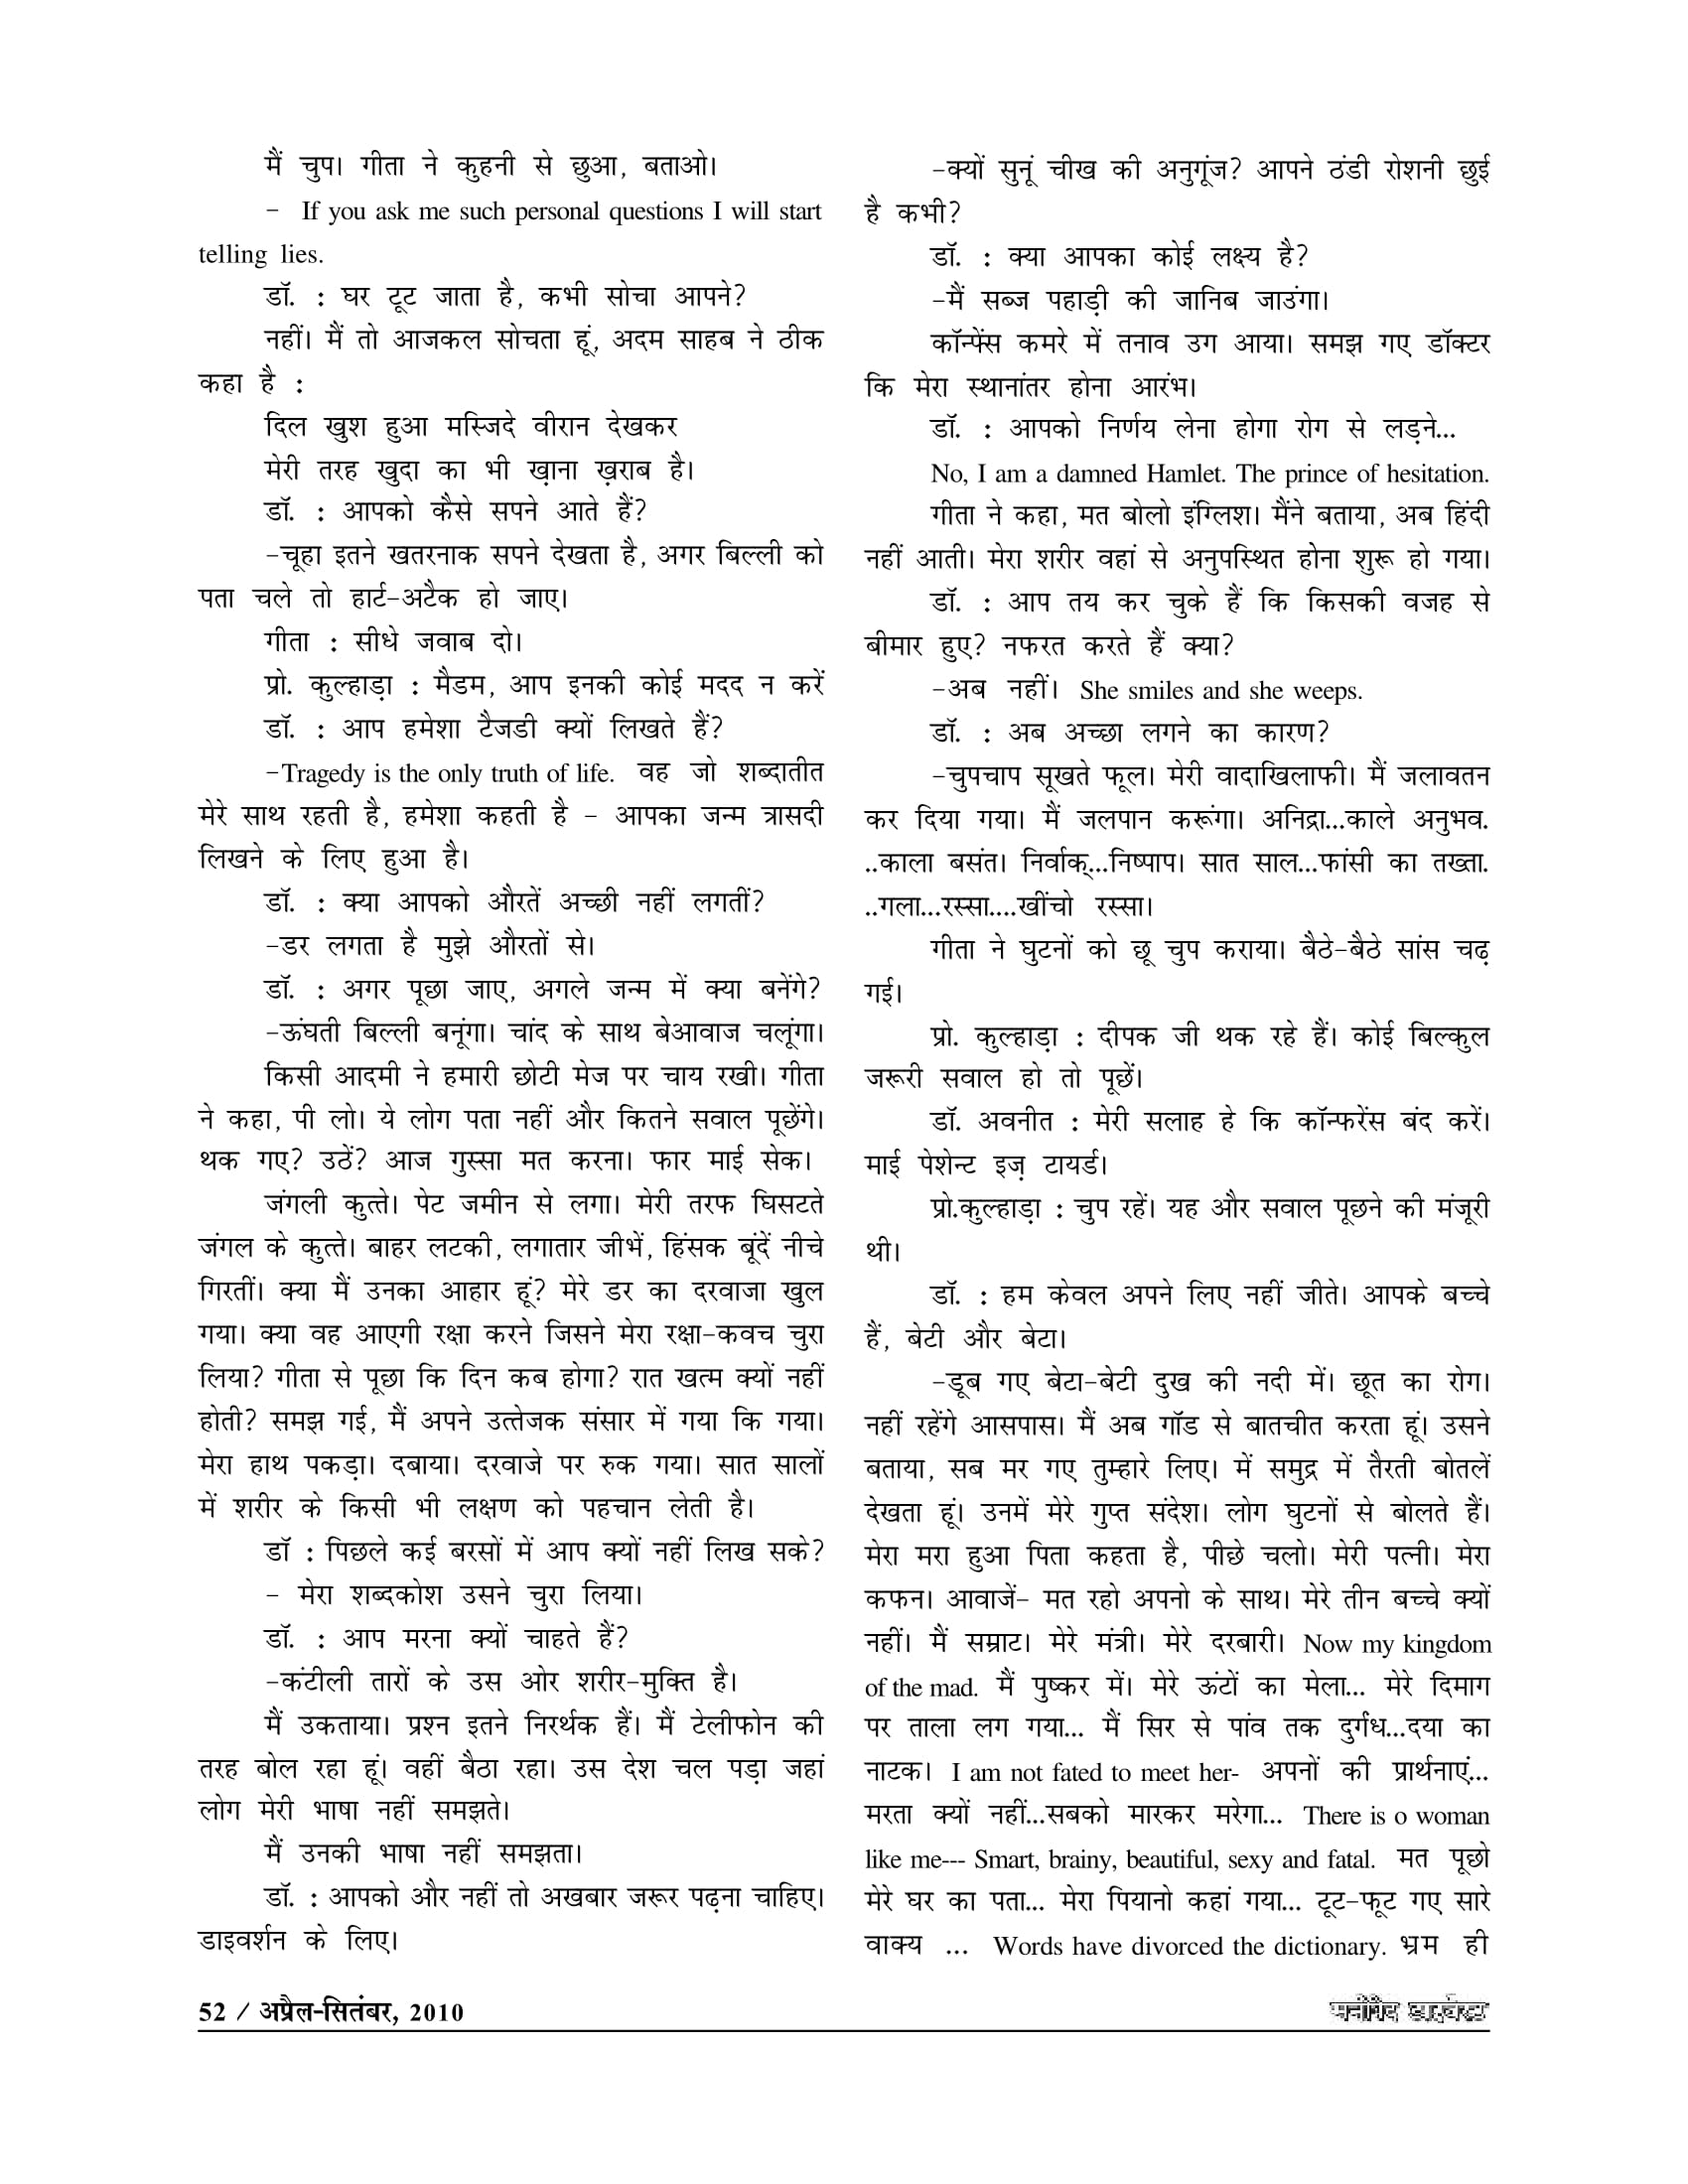 मैं चुप। गीता ने कुहनी से छुआ, बताओ।
- If you ask me such personal questions I will start
telling lies.
डॉ. : घर टूट जाता है, कभी सोचा आपने?
नहीं। मैं तो आजकल सोचता हूं, अदम साहब ने ठीक
कहा है :
दिल खुश हुआ मस्जिदे वीरान देखकर
मेरी तरह खुदा का भी ख़ाना ख़राब है।
डॉ. : आपको कैसे सपने आते हैं?
-चूहा इतने खतरनाक सपने देखता है, अगर बिल्ली को
पता चले तो हार्ट-अटैक हो जाए।
गीता : सीधे जवाब दो।
प्रो. कुल्हाड़ा : मैडम, आप इनकी कोई मदद न करें
डॉ. : आप हमेशा टैजडी क्यों लिखते हैं?
-Tragedy is the only truth of life. वह जो शब्दातीत
मेरे साथ रहती है, हमेशा कहती है - आपका जन्म त्रासदी
लिखने के लिए हुआ है।
डॉ. : क्या आपको औरतें अच्छी नहीं लगतीं?
-डर लगता है मुझे औरतों से।
डॉ. : अगर पूछा जाए, अगले जन्म में क्या बनेंगे?
-ऊंघती बिल्ली बनूंगा। चांद के साथ बेआवाज चलूंगा।
किसी आदमी ने हमारी छोटी मेज पर चाय रखी। गीता
ने कहा, पी लो। ये लोग पता नहीं और कितने सवाल पूछेंगे।
थक गए? उठें? आज गुस्सा मत करना। फार माई सेक।
जंगली कुत्ते। पेट जमीन से लगा। मेरी तरफ घिसटते
जंगल के कुत्ते। बाहर लटकी, लगातार जीभें, हिंसक बूंदें नीचे
गिरतीं। क्या मैं उनका आहार हूं? मेरे डर का दरवाजा खुल
गया। क्या वह आएगी रक्षा करने जिसने मेरा रक्षा-कवच चुरा
लिया? गीता से पूछा कि दिन कब होगा? रात खत्म क्यों नहीं
होती? समझ गई, मैं अपने उत्तेजक संसार में गया कि गया।
मेरा हाथ पकड़ा। दबाया। दरवाजे पर रुक गया। सात सालों
में शरीर के किसी भी लक्षण को पहचान लेती है।
डॉ : पिछले कई बरसों में आप क्यों नहीं लिख सके?
- मेरा शब्दकोश उसने चुरा लिया।
डॉ. : आप मरना क्यों चाहते हैं?
-कंटीली तारों के उस ओर शरीर-मुक्ति है।
मैं उकताया। प्रश्न इतने निरर्थक हैं। मैं टेलीफोन की
तरह बोल रहा हूं। वहीं बैठा रहा। उस देश चल पड़ा जहां
लोग मेरी भाषा नहीं समझते।
मैं उनकी भाषा नहीं समझता।
डॉ. : आपको और नहीं तो अखबार जरूर पढ़ना चाहिए।
डाइवर्शन के लिए।
-क्यों सुनूं चीख की अनुगूंज? आपने ठंडी रोशनी छुई
है कभी?
डॉ. : क्या आपका कोई लक्ष्य है?
-मैं सब्ज पहाड़ी की जानिब जाउंगा।
कॉन्फ्रेंस कमरे में तनाव उग आया। समझ गए डॉक्टर
कि मेरा स्थानांतर होना आरंभ।
डॉ. : आपको निर्णय लेना होगा रोग से लड़ने...
No, I am a damned Hamlet. The prince of hesitation.
गीता ने कहा, मत बोलो इंग्लिश। मैंने बताया, अब हिंदी
नहीं आती। मेरा शरीर वहां से अनुपस्थित होना शुरू हो गया।
डॉ. : आप तय कर चुके हैं कि किसकी वजह से
बीमार हुए? नफरत करते हैं क्या?
-अब नहीं। She smiles and she weeps.
डॉ. : अब अच्छा लगने का कारण?
-चुपचाप सूखते फूल। मेरी वादाखिलाफी। मैं जलावतन
कर दिया गया। मैं जलपान करूंगा। अनिद्रा...काले अनुभव.
..काला बसंत। निर्वाक्...निष्पाप। सात साल...फांसी का तख्ता.
..गला...रस्सा....खींचो रस्सा।
गीता ने घुटनों को छू चुप कराया। बैठे-बैठे सांस चढ़
गई।
प्रो. कुल्हाड़ा : दीपक जी थक रहे हैं। कोई बिल्कुल
जरूरी सवाल हो तो पूछें।
डॉ. अवनीत : मेरी सलाह हे कि कॉन्फरेंस बंद करें।
माई पेशेन्ट इज़ टायर्ड।
प्रो.कुल्हाड़ा : चुप रहें। यह और सवाल पूछने की मंजूरी
थी।
डॉ. : हम केवल अपने लिए नहीं जीते। आपके बच्चे
हैं, बेटी और बेटा।
-डूब गए बेटा-बेटी दुख की नदी में। छूत का रोग।
नहीं रहेंगे आसपास। मैं अब गॉड से बातचीत करता हूं। उसने
बताया, सब मर गए तुम्हारे लिए। में समुद्र में तैरती बोतलें
देखता हूं। उनमें मेरे गुप्त संदेश। लोग घुटनों से बोलते हैं।
मेरा मरा हुआ पिता कहता है, पीछे चलो। मेरी पत्नी। मेरा
कफन। आवाजें- मत रहो अपनो के साथ। मेरे तीन बच्चे क्यों
नहीं। मैं सम्राट। मेरे मंत्री। मेरे दरबारी। Now my kingdom
of the mad. मैं पुष्कर में। मेरे ऊंटों का मेला... मेरे दिमाग
पर ताला लग गया... मैं सिर से पांव तक दुर्गंध...दया का
नाटक। I am not fated to meet her- अपनों की प्रार्थनाएं...
मरता क्यों नहीं...सबको मारकर मरेगा... There is o woman
like me--- Smart, brainy, beautiful, sexy and fatal. मत पूछो
मेरे घर का पता... मेरा पियानो कहां गया... टूट-फूट गए सारे
वाक्य ... Words have divorced the dictionary. भ्रम ही
52 / अप्रैल-सितंबर, 2010